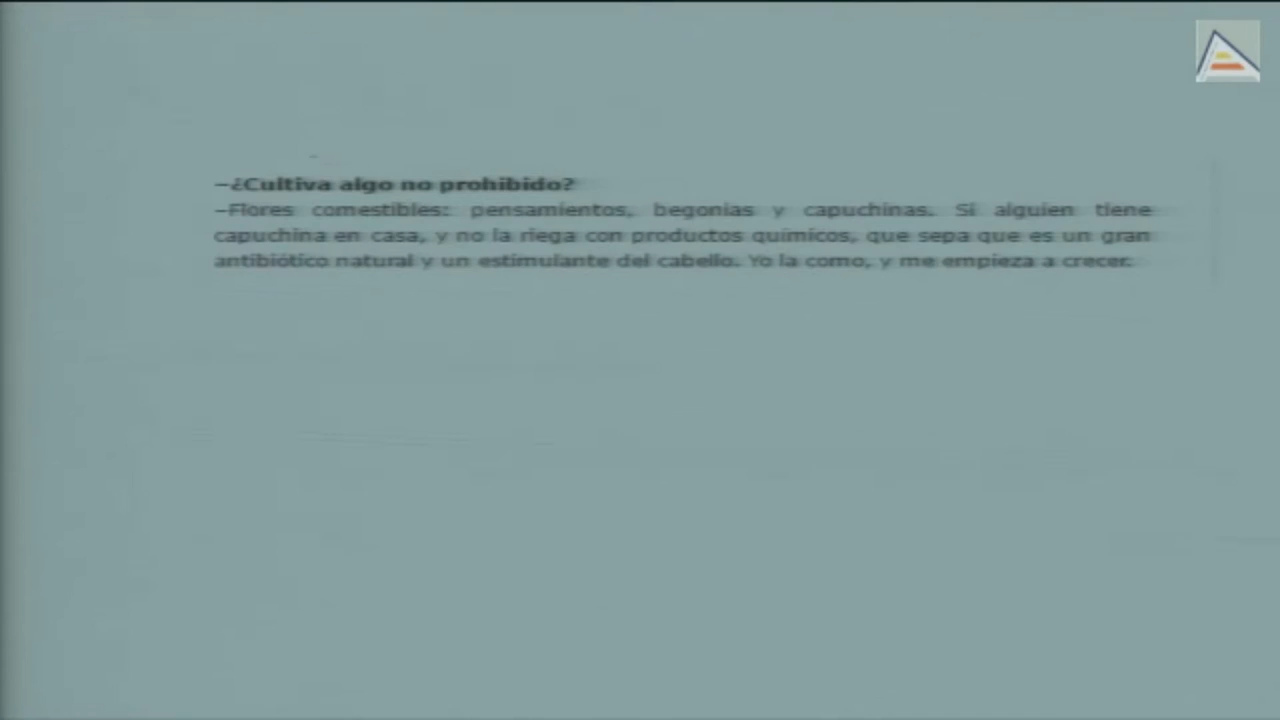 –¿Cultiva algo no prohibido?
–Flores comestibles: pensamientos, begonias y capuchinas. Si alguien tiene
capuchina en casa, y no la riega con productos químicos, que sepa que es un gran
antibiótico natural y un estimulante del cabello. Yo la como, y me empieza a crecer.